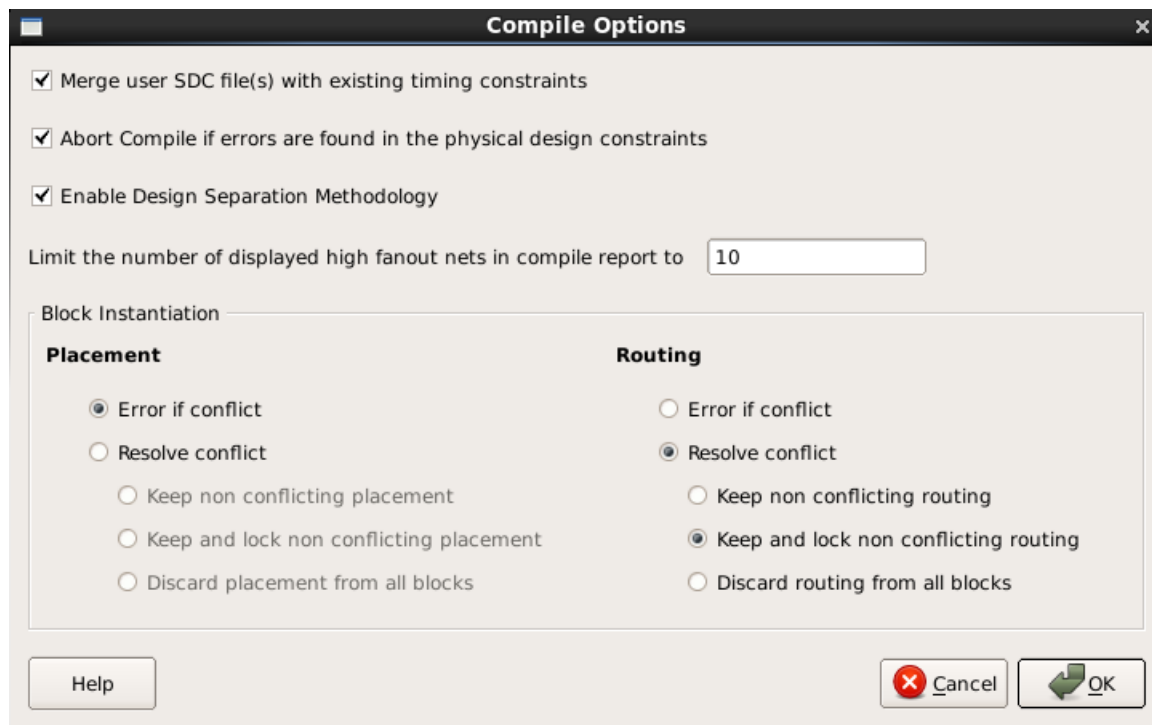 Compile Options
Merge user SDC file(s) with existing timing constraints
Abort Compile if errors are found in the physical design constraints
Enable Design Separation Methodology
Limit the number of displayed high fanout nets in compile report to 10
Block Instantiation
Placement
Error if conflict
Resolve conflict
Keep non conflicting placement
Keep and lock non conflicting placement
Discard placement from all blocks
Routing
Error if conflict
Resolve conflict
Keep non conflicting routing
Keep and lock non conflicting routing
Discard routing from all blocks
Help
Cancel
OK